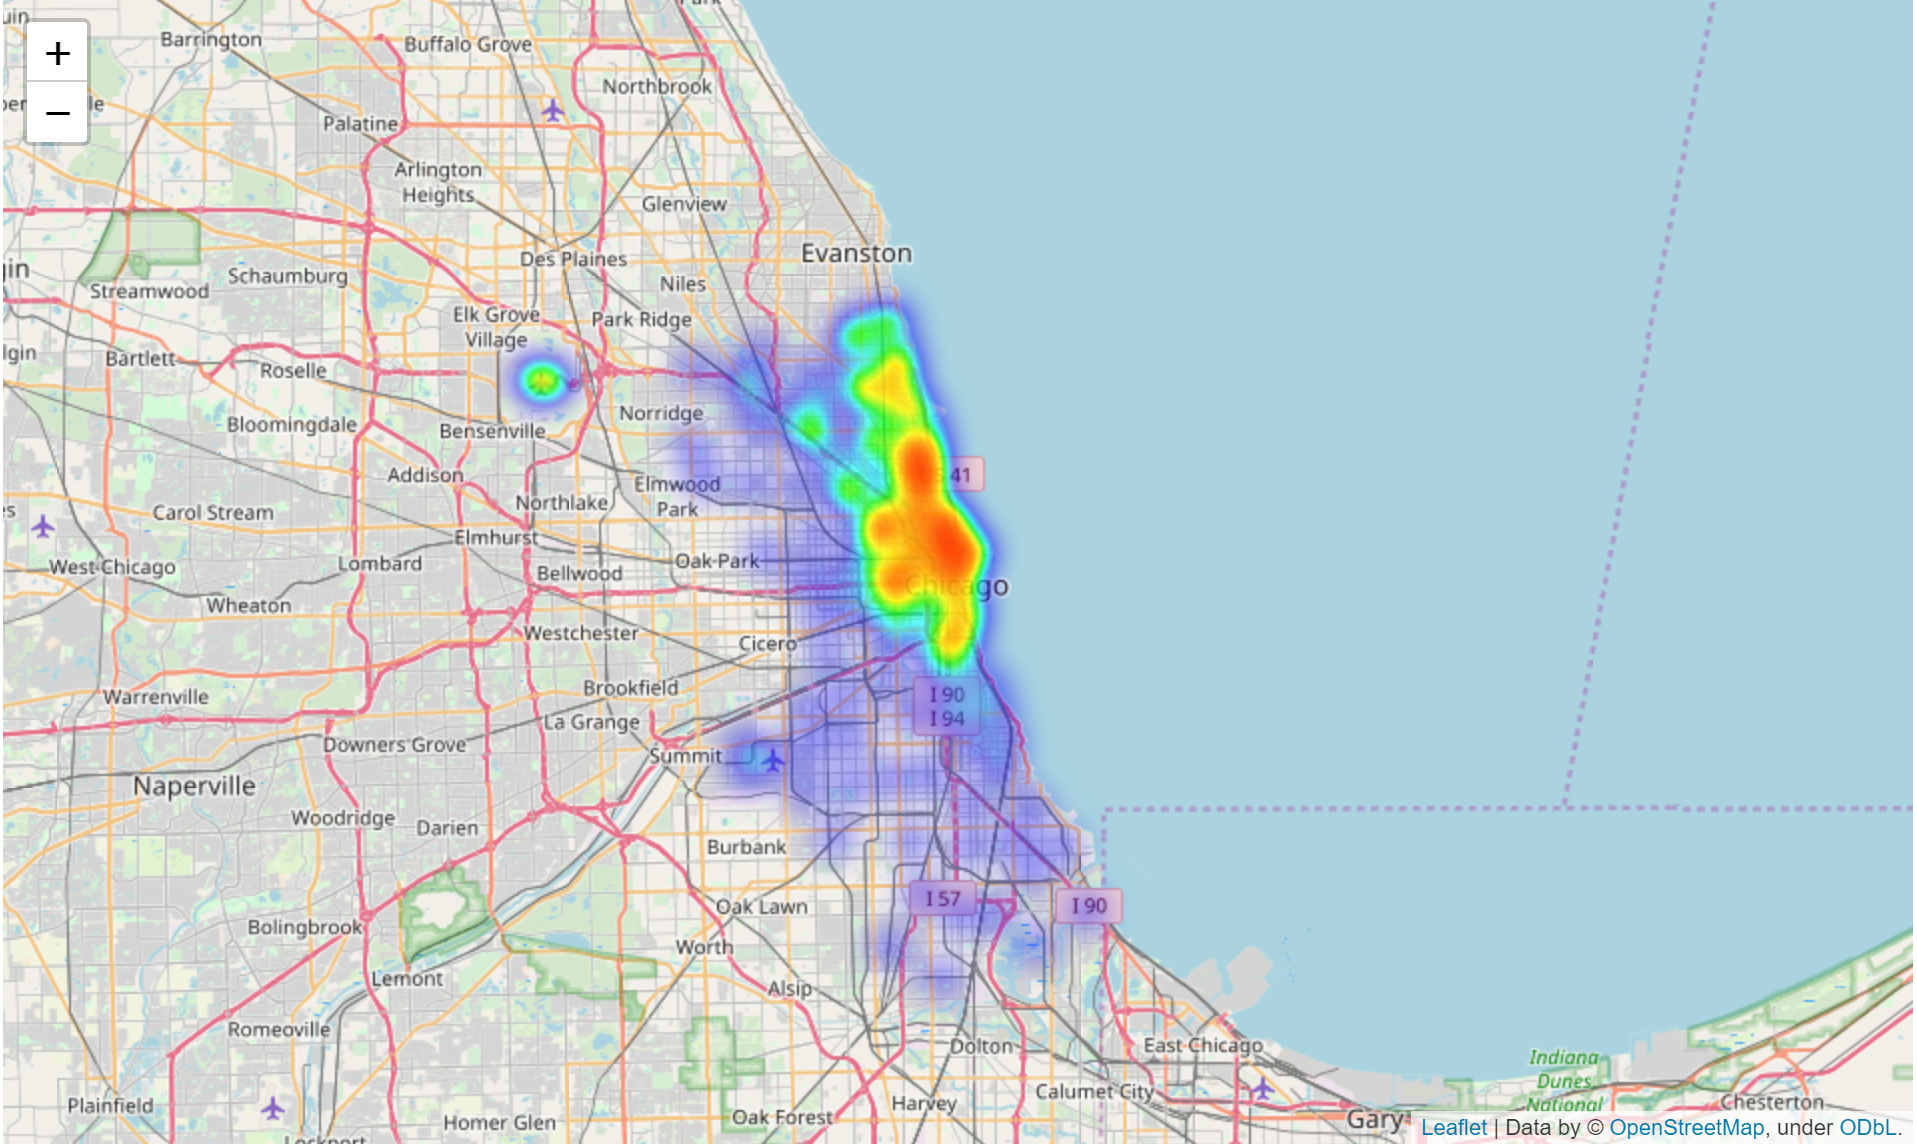 +
−
Barrington
Buffalo Grove
Northbrook
Palatine
Arlington
Heights
Glenview
Evanston
Des Plaines
Schaumburg
Niles
Streamwood
Elk Grove
Village
Park Ridge
Bartlett
Roselle
Norridge
Bloomingdale
Bensenville
Addison
41
Elmwood
Park
Northlake
Carol Stream
Elmhurst
West Chicago
Lombard
Oak Park
Bellwood
Chicago
Wheaton
Westchester
Cicero
Brookfield
Warrenville
I 90
I 94
La Grange
Downers Grove
Summit
Naperville
Woodridge
Darien
Burbank
I 57
I 90
Oak Lawn
Bolingbrook
Worth
Lemont
Alsip
Romeoville
Dolton
East Chicago
Indiana
Dunes
National
Calumet City
Plainfield
Harvey
Chesterton
Homer Glen
Oak Forest
Gary
Leaflet | Data by © OpenStreetMap, under ODbL.